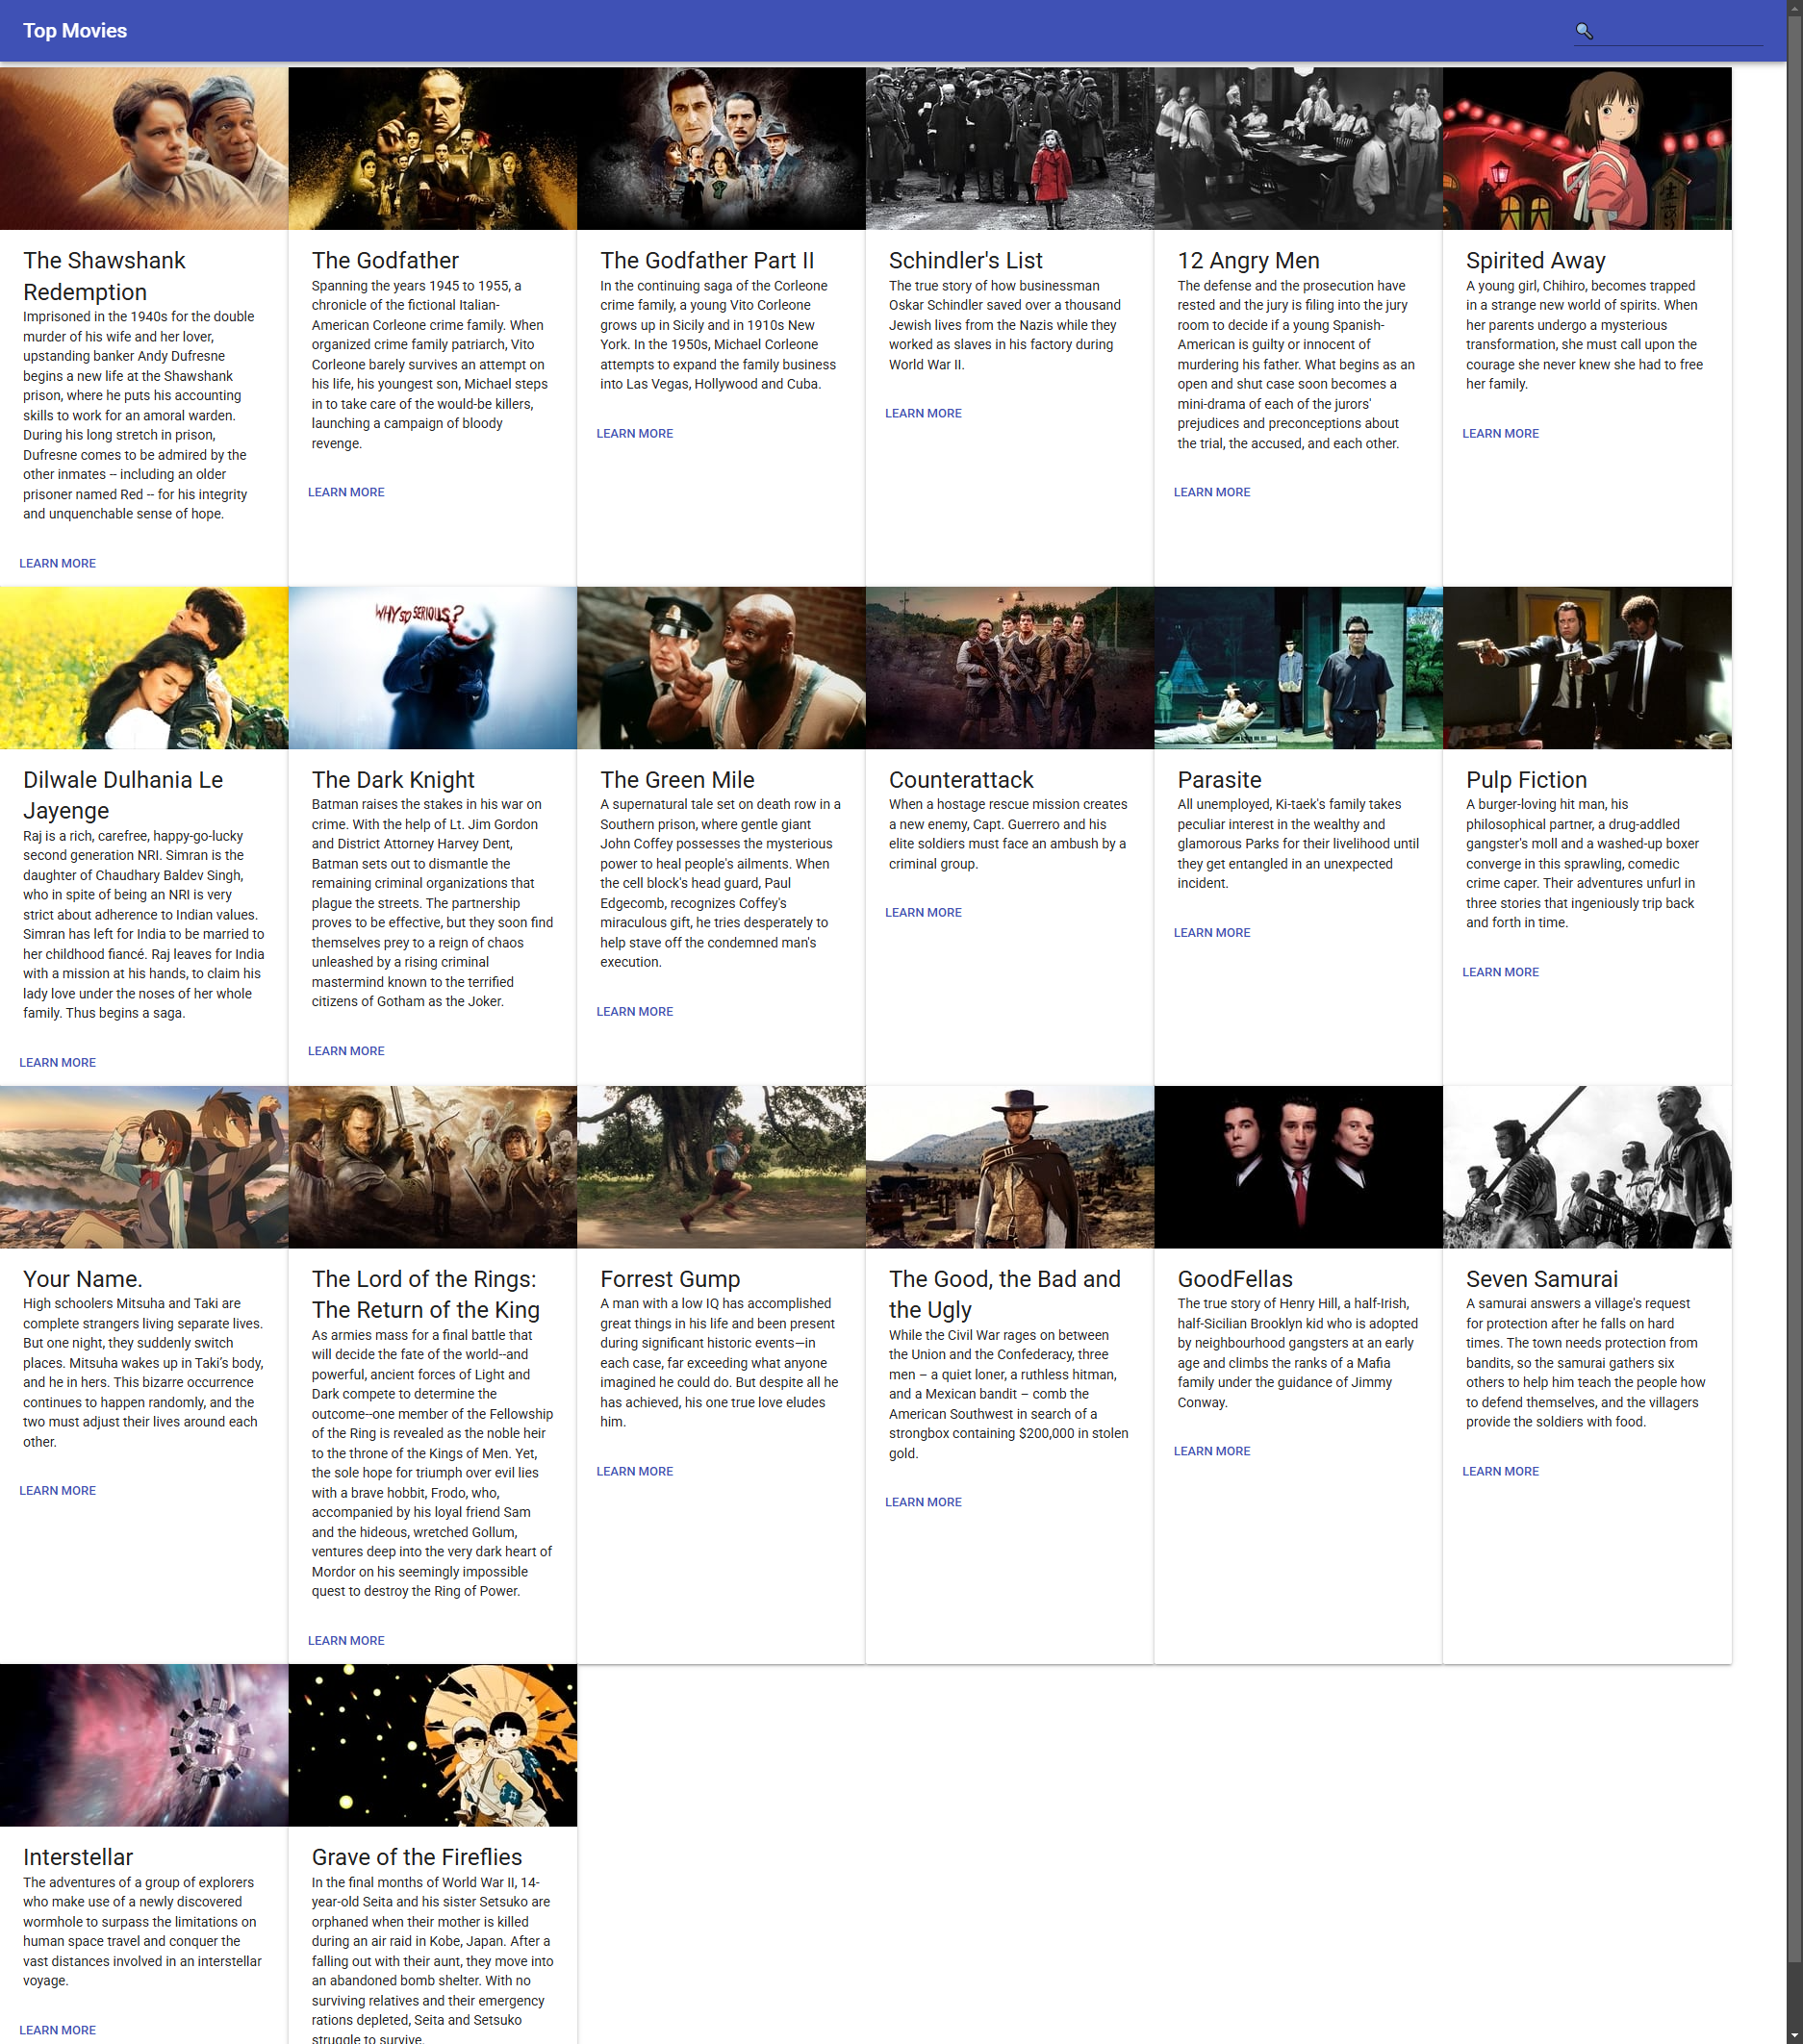 Top Movies
The Shawshank
Redemption
Imprisoned in the 1940s for the double
murder of his wife and her lover,
upstanding banker Andy Dufresne
begins a new life at the Shawshank
prison, where he puts his accounting
skills to work for an amoral warden.
During his long stretch in prison,
Dufresne comes to be admired by the
other inmates -- including an older
prisoner named Red -- for his integrity
and unquenchable sense of hope.
LEARN MORE
The Godfather
Spanning the years 1945 to 1955, a
chronicle of the fictional Italian-
American Corleone crime family. When
organized crime family patriarch, Vito
Corleone barely survives an attempt on
his life, his youngest son, Michael steps
in to take care of the would-be killers,
launching a campaign of bloody
revenge.
LEARN MORE
The Godfather Part II
In the continuing saga of the Corleone
crime family, a young Vito Corleone
grows up in Sicily and in 1910s New
York. In the 1950s, Michael Corleone
attempts to expand the family business
into Las Vegas, Hollywood and Cuba.
LEARN MORE
Schindler's List
The true story of how businessman
Oskar Schindler saved over a thousand
Jewish lives from the Nazis while they
worked as slaves in his factory during
World War II.
LEARN MORE
12 Angry Men
The defense and the prosecution have
rested and the jury is filing into the jury
room to decide if a young Spanish-
American is guilty or innocent of
murdering his father. What begins as an
open and shut case soon becomes a
mini-drama of each of the jurors'
prejudices and preconceptions about
the trial, the accused, and each other.
LEARN MORE
Spirited Away
A young girl, Chihiro, becomes trapped
in a strange new world of spirits. When
her parents undergo a mysterious
transformation, she must call upon the
courage she never knew she had to free
her family.
LEARN MORE
Dilwale Dulhania Le
Jayenge
Raj is a rich, carefree, happy-go-lucky
second generation NRI. Simran is the
daughter of Chaudhary Baldev Singh,
who in spite of being an NRI is very
strict about adherence to Indian values.
Simran has left for India to be married to
her childhood fiancé. Raj leaves for India
with a mission at his hands, to claim his
lady love under the noses of her whole
family. Thus begins a saga.
LEARN MORE
WHY SO SERIOUS?
The Dark Knight
Batman raises the stakes in his war on
crime. With the help of Lt. Jim Gordon
and District Attorney Harvey Dent,
Batman sets out to dismantle the
remaining criminal organizations that
plague the streets. The partnership
proves to be effective, but they soon find
themselves prey to a reign of chaos
unleashed by a rising criminal
mastermind known to the terrified
citizens of Gotham as the Joker.
LEARN MORE
The Green Mile
A supernatural tale set on death row in a
Southern prison, where gentle giant
John Coffey possesses the mysterious
power to heal people's ailments. When
the cell block's head guard, Paul
Edgecomb, recognizes Coffey's
miraculous gift, he tries desperately to
help stave off the condemned man's
execution.
LEARN MORE
Counterattack
When a hostage rescue mission creates
a new enemy, Capt. Guerrero and his
elite soldiers must face an ambush by a
criminal group.
LEARN MORE
Parasite
All unemployed, Ki-taek's family takes
peculiar interest in the wealthy and
glamorous Parks for their livelihood until
they get entangled in an unexpected
incident.
LEARN MORE
Pulp Fiction
A burger-loving hit man, his
philosophical partner, a drug-addled
gangster's moll and a washed-up boxer
converge in this sprawling, comedic
crime caper. Their adventures unfurl in
three stories that ingeniously trip back
and forth in time.
LEARN MORE
Your Name.
High schoolers Mitsuha and Taki are
complete strangers living separate lives.
But one night, they suddenly switch
places. Mitsuha wakes up in Taki's body,
and he in hers. This bizarre occurrence
continues to happen randomly, and the
two must adjust their lives around each
other.
LEARN MORE
The Lord of the Rings:
The Return of the King
As armies mass for a final battle that
will decide the fate of the world--and
powerful, ancient forces of Light and
Dark compete to determine the
outcome--one member of the Fellowship
of the Ring is revealed as the noble heir
to the throne of the Kings of Men. Yet,
the sole hope for triumph over evil lies
with a brave hobbit, Frodo, who,
accompanied by his loyal friend Sam
and the hideous, wretched Gollum,
ventures deep into the very dark heart of
Mordor on his seemingly impossible
quest to destroy the Ring of Power.
LEARN MORE
Forrest Gump
A man with a low IQ has accomplished
great things in his life and been present
during significant historic events—in
each case, far exceeding what anyone
imagined he could do. But despite all he
has achieved, his one true love eludes
him.
LEARN MORE
The Good, the Bad and
the Ugly
While the Civil War rages on between
the Union and the Confederacy, three
men – a quiet loner, a ruthless hitman,
and a Mexican bandit – comb the
American Southwest in search of a
strongbox containing $200,000 in stolen
gold.
LEARN MORE
GoodFellas
The true story of Henry Hill, a half-Irish,
half-Sicilian Brooklyn kid who is adopted
by neighbourhood gangsters at an early
age and climbs the ranks of a Mafia
family under the guidance of Jimmy
Conway.
LEARN MORE
Seven Samurai
A samurai answers a village's request
for protection after he falls on hard
times. The town needs protection from
bandits, so the samurai gathers six
others to help him teach the people how
to defend themselves, and the villagers
provide the soldiers with food.
LEARN MORE
Interstellar
The adventures of a group of explorers
who make use of a newly discovered
wormhole to surpass the limitations on
human space travel and conquer the
vast distances involved in an interstellar
voyage.
LEARN MORE
Grave of the Fireflies
In the final months of World War II, 14-
year-old Seita and his sister Setsuko are
orphaned when their mother is killed
during an air raid in Kobe, Japan. After a
falling out with their aunt, they move into
an abandoned bomb shelter. With no
surviving relatives and their emergency
rations depleted, Seita and Setsuko
struggle to survive.